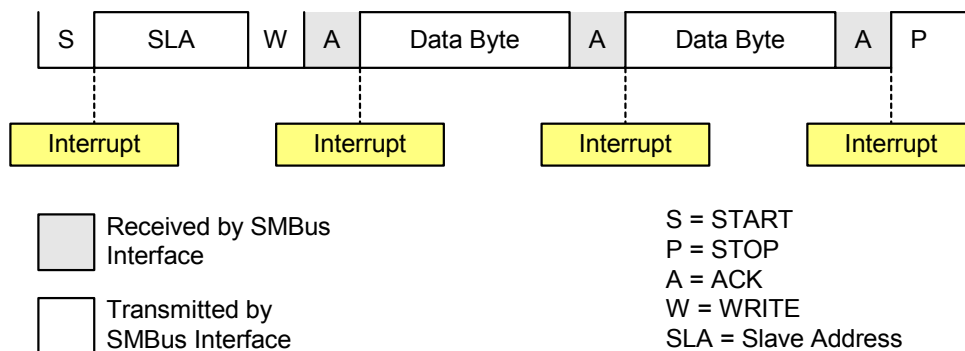 S SLA W A Data Byte A Data Byte A P
Interrupt Interrupt Interrupt Interrupt
Received by SMBus
Interface
Transmitted by
SMBus Interface
S = START
P = STOP
A = ACK
W = WRITE
SLA = Slave Address